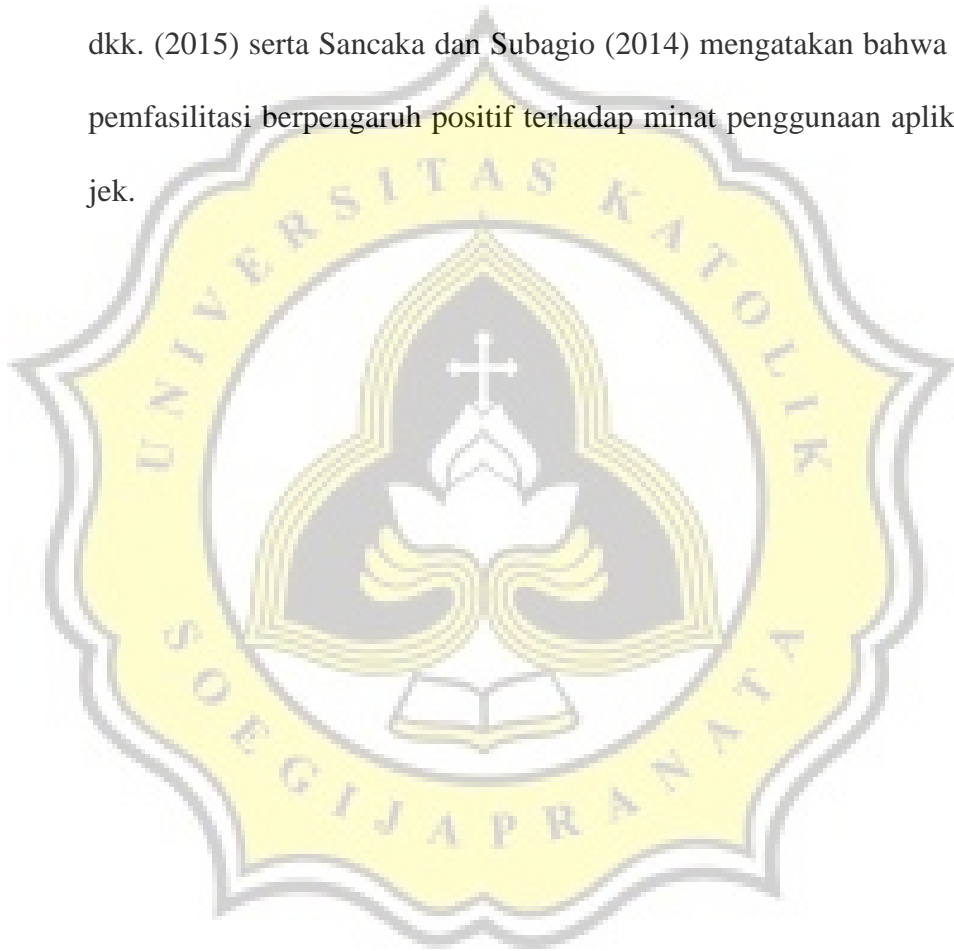 dkk. (2015) serta Sancaka dan Subagio (2014) mengatakan bahwa
pemfasilitasi berpengaruh positif terhadap minat penggunaan aplik
jek.
UNIVERSITAS KATOLIK
SOEGIJAPRANATA